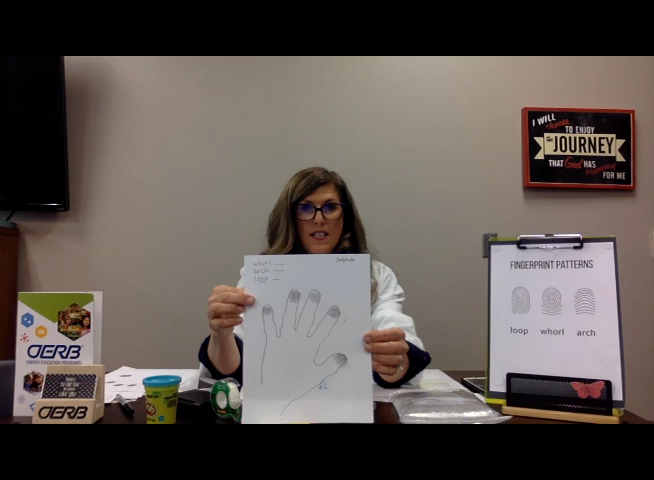 I WILL
choose
TO ENJOY
THE JOURNEY
THAT God HAS
FOR ME
whorl
arch
loop
Graphite
FINGERPRINT PATTERNS
loop whorl arch
OERB
OERB